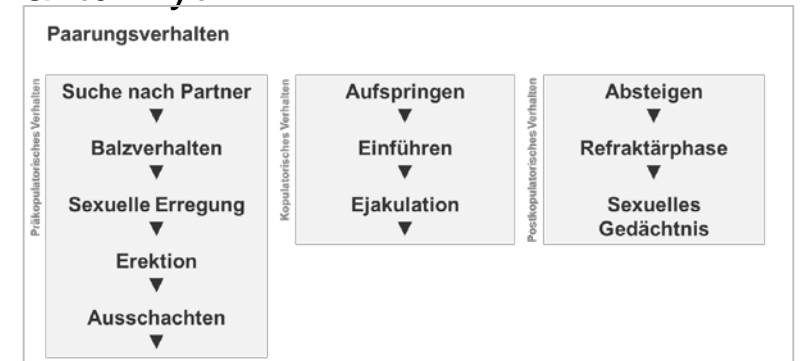 Paarungsverhalten
Präkopulatorisches Verhalten
Suche nach Partner
Balzverhalten
Sexuelle Erregung
Erektion
Ausschachten
Kopulatorisches Verhalten
Aufspringen
Einführen
Ejakulation
Postkopulatorisches Verhalten
Absteigen
Refraktärphase
Sexuelles
Gedächtnis